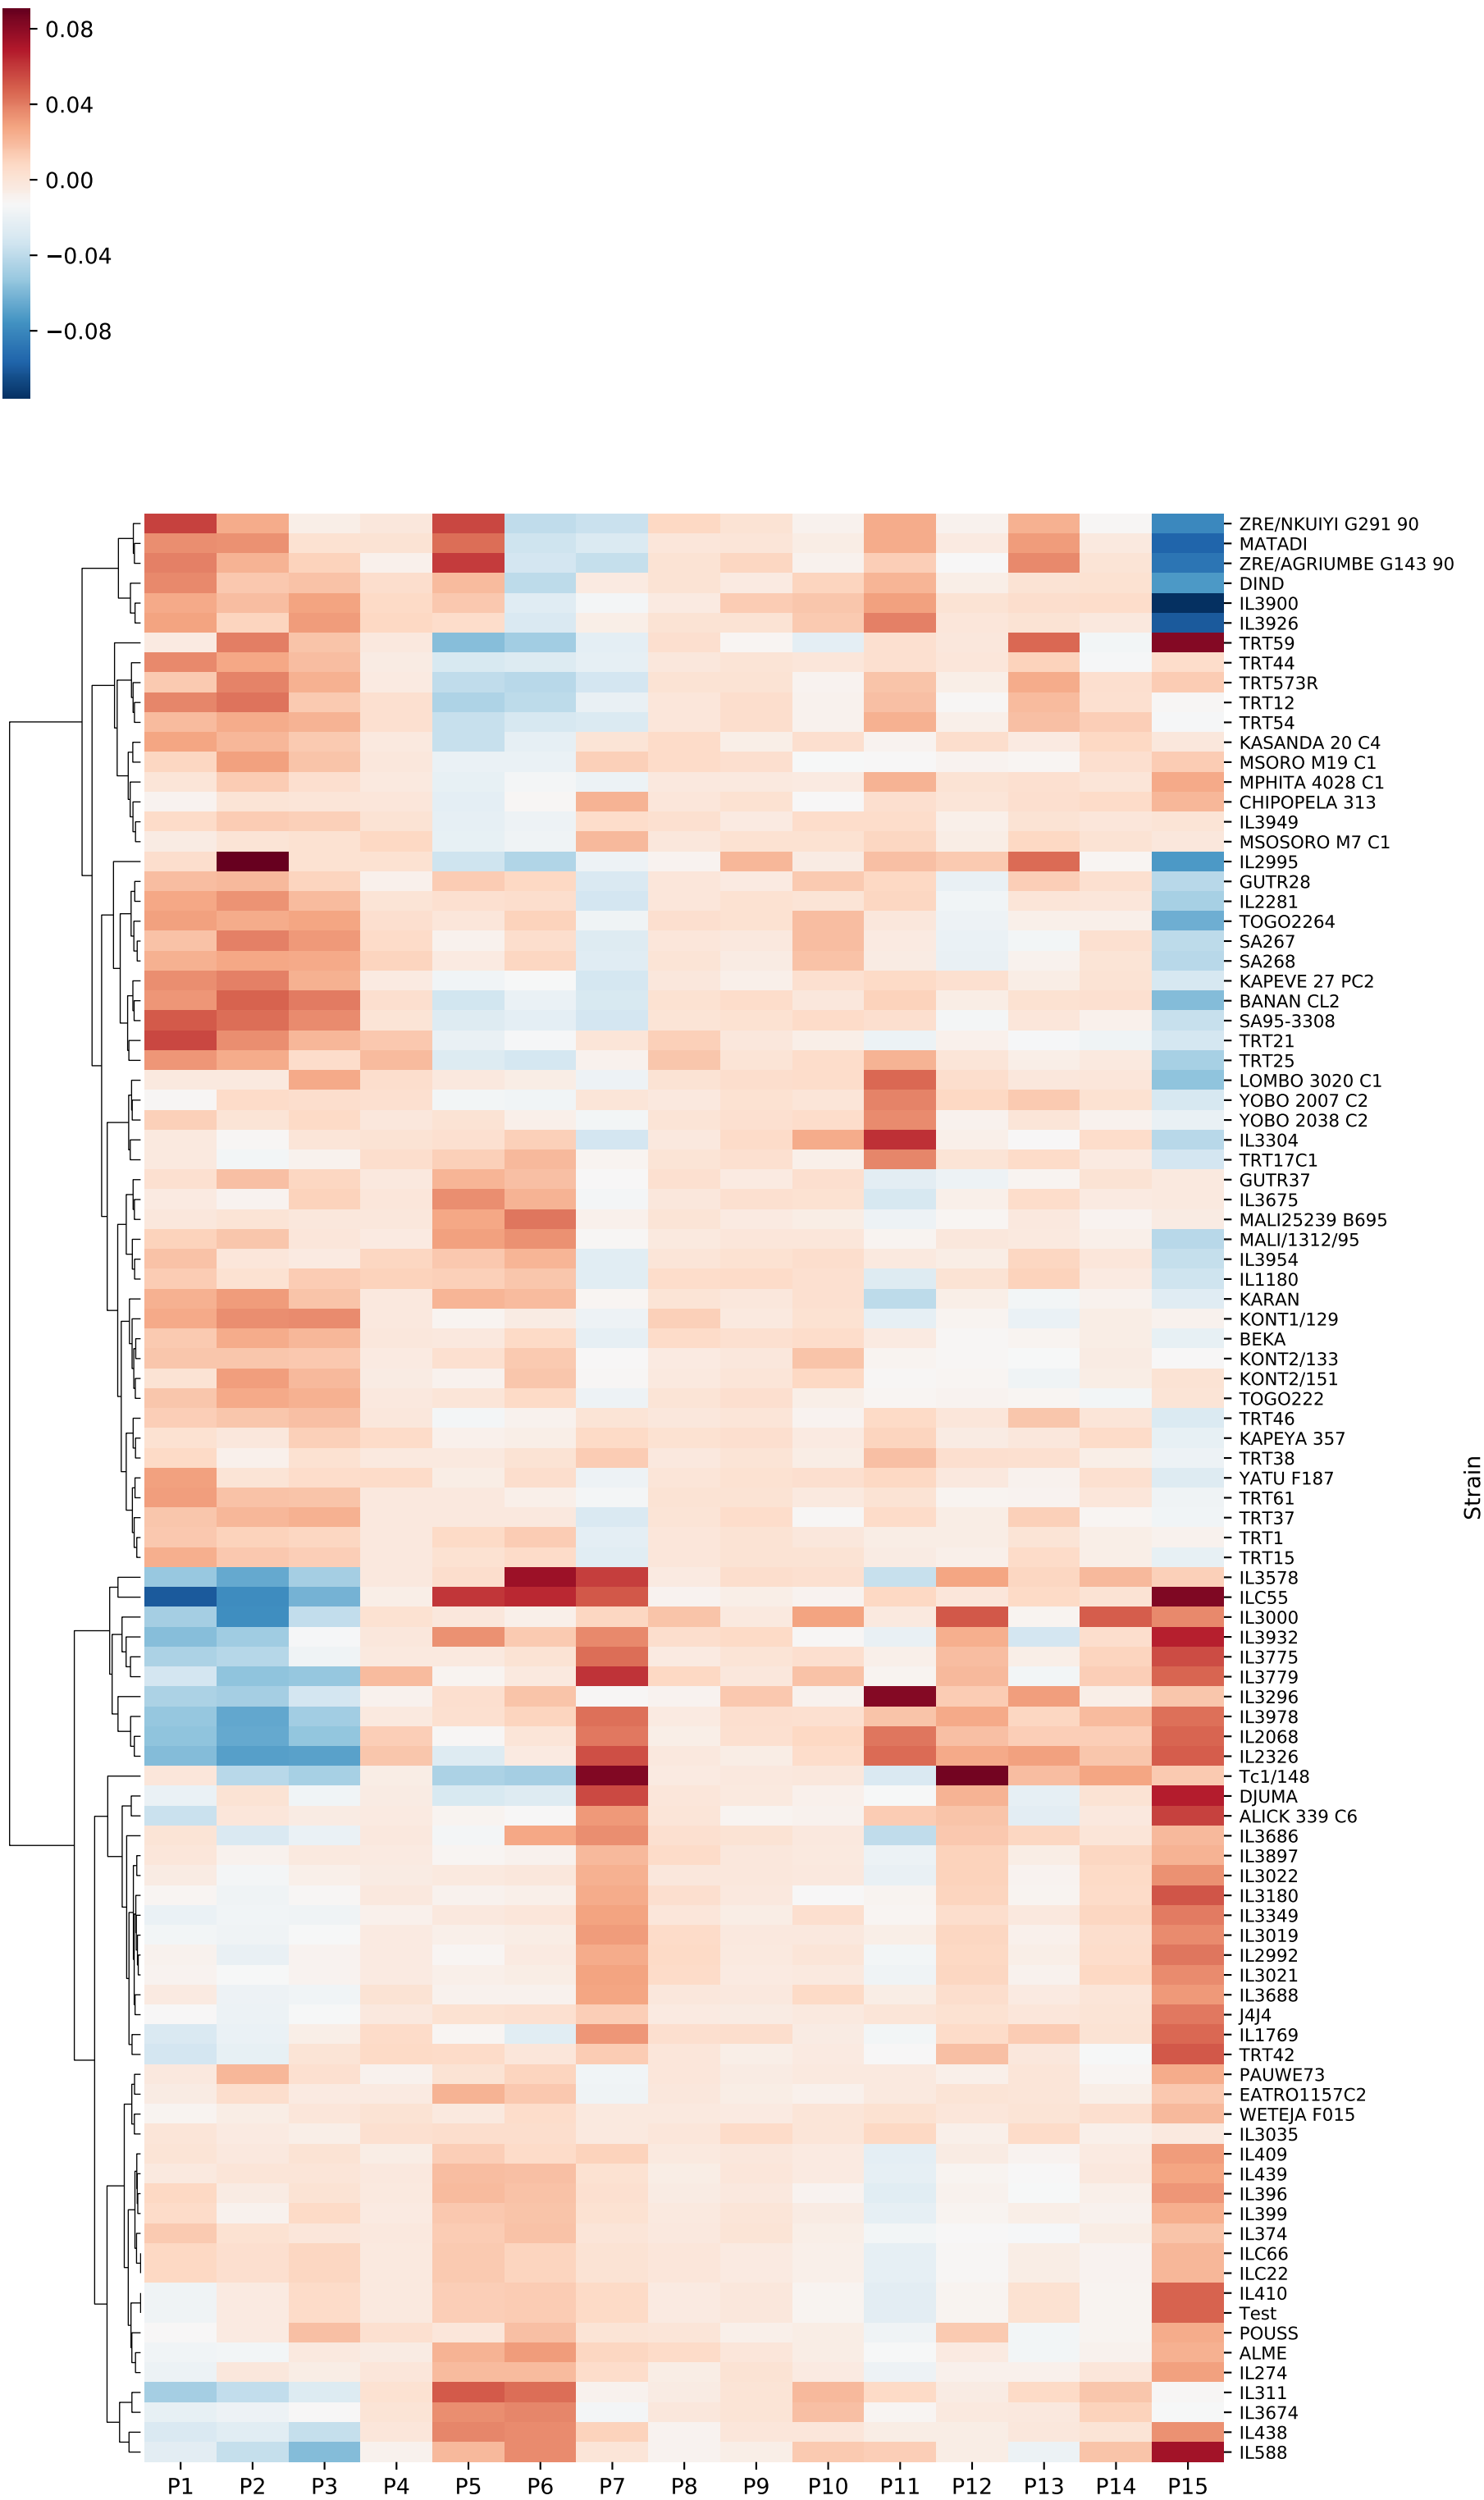 0.08
0.04
0.00
−0.04
−0.08
ZRE/NKUIYI G291 90
MATADI
ZRE/AGRIUMBE G143 90
DIND
IL3900
IL3926
TRT59
TRT44
TRT573R
TRT12
TRT54
KASANDA 20 C4
MSORO M19 C1
MPHITA 4028 C1
CHIPOPELA 313
IL3949
MSOSORO M7 C1
IL2995
GUTR28
IL2281
TOGO2264
SA267
SA268
KAPEVE 27 PC2
BANAN CL2
SA95-3308
TRT21
TRT25
LOMBO 3020 C1
YOBO 2007 C2
YOBO 2038 C2
IL3304
TRT17C1
GUTR37
IL3675
MALI25239 B695
MALI/1312/95
IL3954
IL1180
KARAN
KONT1/129
BEKA
KONT2/133
KONT2/151
TOGO222
TRT46
KAPEYA 357
TRT38
YATU F187
TRT61
TRT37
TRT1
TRT15
IL3578
ILC55
IL3000
IL3932
IL3775
IL3779
IL3296
IL3978
IL2068
IL2326
Tc1/148
DJUMA
ALICK 339 C6
IL3686
IL3897
IL3022
IL3180
IL3349
IL3019
IL2992
IL3021
IL3688
J4J4
IL1769
TRT42
PAUWE73
EATRO1157C2
WETEJA F015
IL3035
IL409
IL439
IL396
IL399
IL374
ILC66
ILC22
IL410
Test
POUSS
ALME
IL274
IL311
IL3674
IL438
IL588
Strain
P1 P2 P3 P4 P5 P6 P7 P8 P9 P10 P11 P12 P13 P14 P15